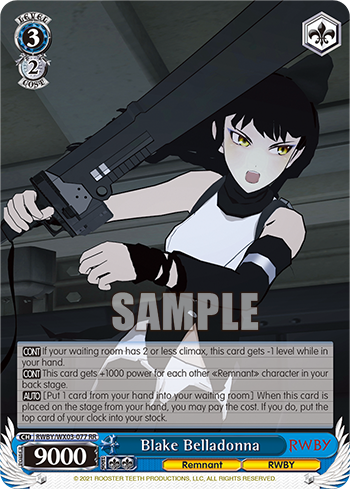 LEVEL
3
2
COST
SAMPLE
CONT If your waiting room has 2 or less climax, this card gets -1 level while in
your hand.
CONT This card gets +1000 power for each other «Remnant» character in
your back stage.
AUTO [Put 1 card from your hand into your waiting room] When this card is
placed on the stage from your hand, you may pay the cost. If you do, put
the top card of your deck into your stock.
CH RWBY/WX03-077 RR
Blake Belladonna
RWBY
POWER
9000
Remnant
RWBY
© 2021 ROOSTER TEETH PRODUCTIONS, LLC, ALL RIGHTS RESERVED.